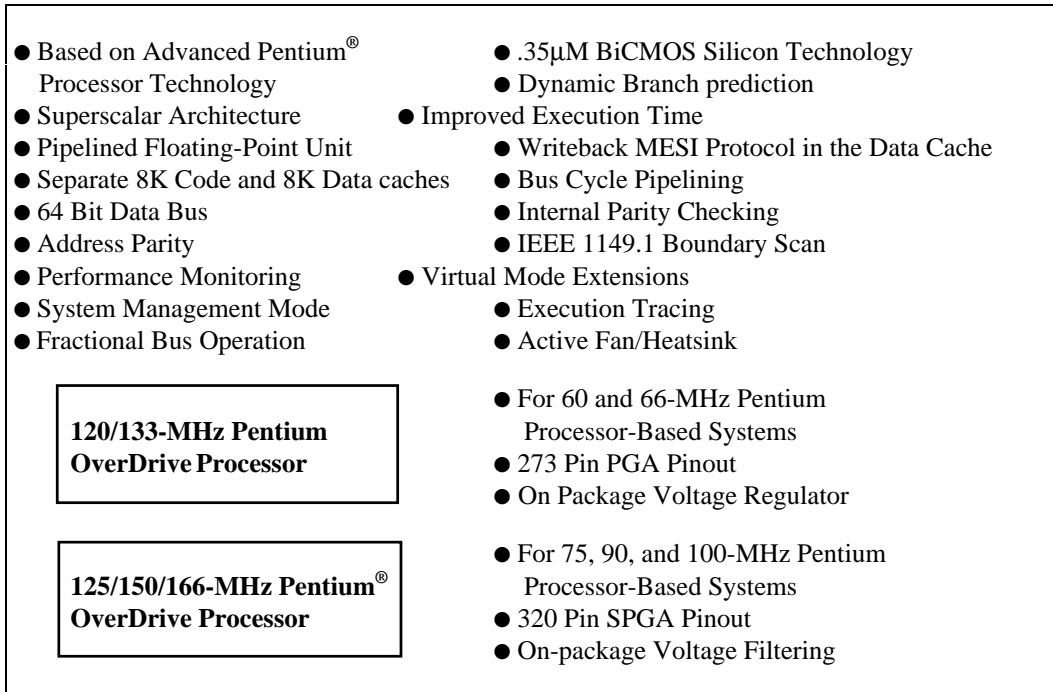 ● Based on Advanced Pentium®
Processor Technology
● Superscalar Architecture
● Pipelined Floating-Point Unit
● Separate 8K Code and 8K Data caches
● 64 Bit Data Bus
● Address Parity
● Performance Monitoring
● System Management Mode
● Fractional Bus Operation
● .35μM BiCMOS Silicon Technology
● Dynamic Branch prediction
● Improved Execution Time
● Writeback MESI Protocol in the Data Cache
● Bus Cycle Pipelining
● Internal Parity Checking
● IEEE 1149.1 Boundary Scan
● Virtual Mode Extensions
● Execution Tracing
● Active Fan/Heatsink
120/133-MHz Pentium
OverDrive Processor
● For 60 and 66-MHz Pentium
Processor-Based Systems
● 273 Pin PGA Pinout
● On Package Voltage Regulator
125/150/166-MHz Pentium®
OverDrive Processor
● For 75, 90, and 100-MHz Pentium
Processor-Based Systems
● 320 Pin SPGA Pinout
● On-package Voltage Filtering